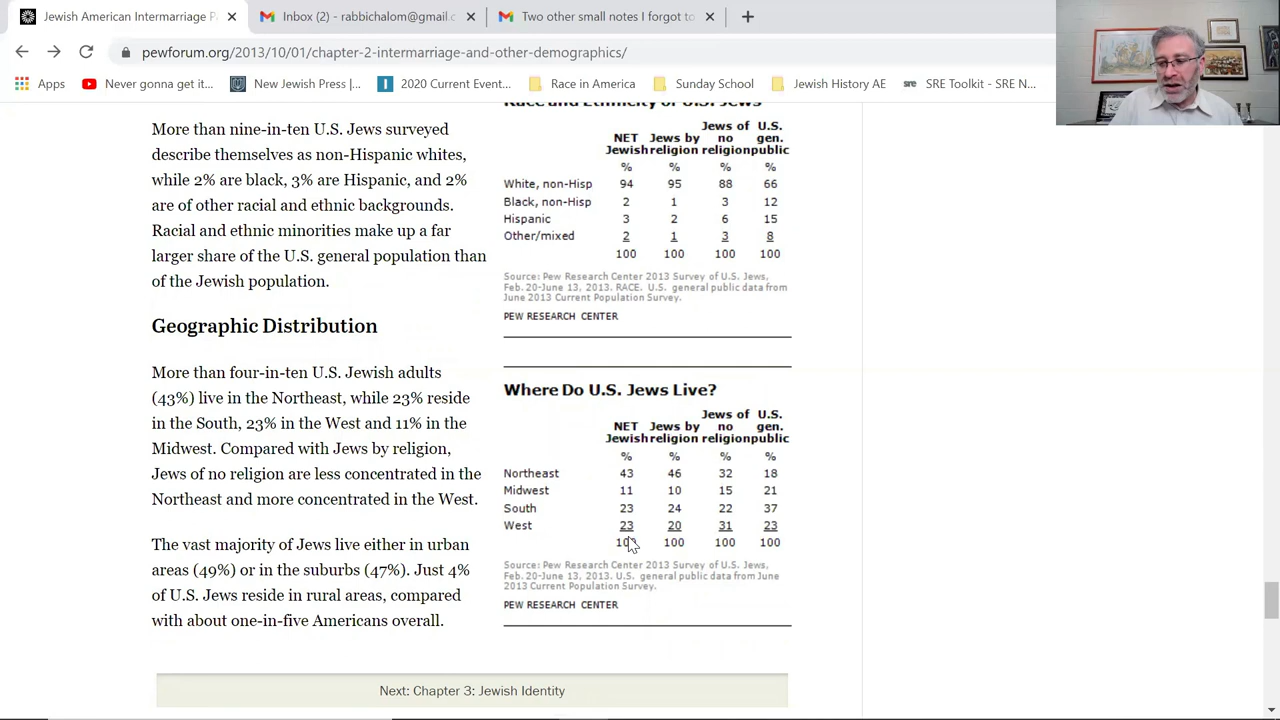 Jewish American Intermarriage P
Inbox (2) - rabbichalom@gmail.
Two other small notes I forgot to
pewforum.org/2013/10/01/chapter-2-intermarriage-and-other-demographics/
Apps
Never gonna get it...
New Jewish Press |...
20th Current Event...
Race in America
Sunday School
Jewish History AE
sre
SRE Toolkit - SRE N...
Race and Ethnicity of U.S. Jews
More than nine-in-ten U.S. Jews surveyed
describe themselves as non-Hispanic whites,
while 2% are black, 3% are Hispanic, and 2%
are of other racial and ethnic backgrounds.
Racial and ethnic minorities make up a far
larger share of the U.S. general population than
of the Jewish population.
NET Jewish Jews by religion Jews of no religion U.S. gen. public
% % % %
White, non-Hisp 94 95 88 66
Black, non-Hisp 2 1 3 12
Hispanic 3 2 6 15
Other/mixed 2 1 3 8
100 100 100 100
Source: Pew Research Center 2013 Survey of U.S. Jews,
Feb. 20-June 13, 2013. RACE. U.S. general public data from
June 2013 Current Population Survey.
PEW RESEARCH CENTER
Geographic Distribution
More than four-in-ten U.S. Jewish adults
(43%) live in the Northeast, while 23% reside
in the South, 23% in the West and 11% in the
Midwest. Compared with Jews by religion,
Jews of no religion are less concentrated in the
Northeast and more concentrated in the West.
The vast majority of Jews live either in urban
areas (49%) or in the suburbs (47%). Just 4%
of U.S. Jews reside in rural areas, compared
with about one-in-five Americans overall.
Where Do U.S. Jews Live?
NET Jewish Jews by religion Jews of no religion U.S. gen. public
% % % %
Northeast 43 46 32 18
Midwest 11 10 15 21
South 23 24 22 37
West 23 20 31 23
100 100 100 100
Source: Pew Research Center 2013 Survey of U.S. Jews,
Feb. 20-June 13, 2013. U.S. general public data from June
2013 Current Population Survey.
PEW RESEARCH CENTER
Next: Chapter 3: Jewish Identity